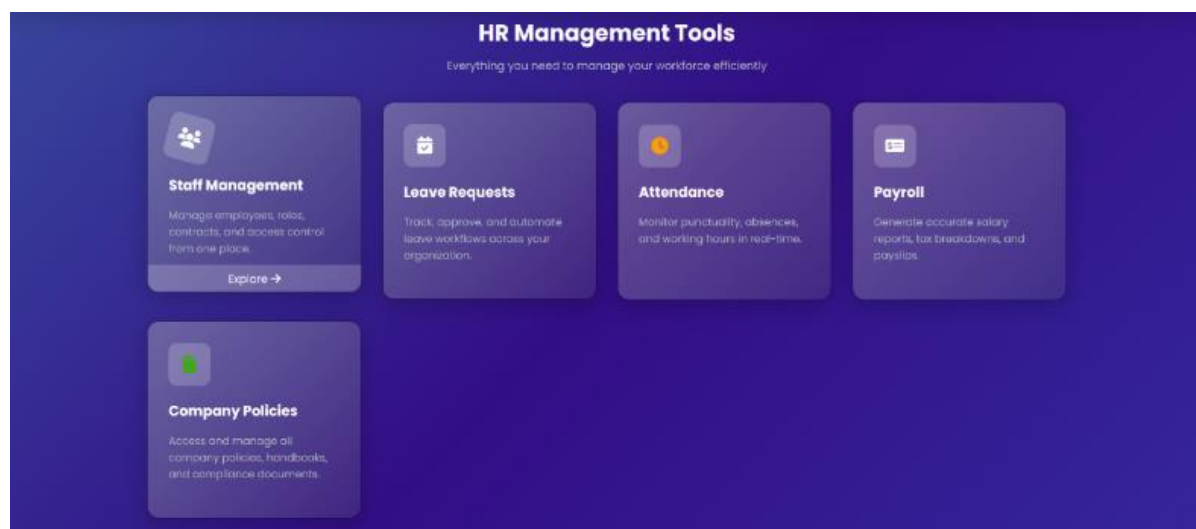 HR Management Tools
Everything you need to manage your workforce efficiently
Staff Management
Manage employees, roles,
contracts, and access control
from one place.
Explore →
Leave Requests
Track, approve, and automate
leave workflows across your
organization.
Attendance
Monitor punctuality, absences,
and working hours in real-time.
Payroll
Generate accurate salary
reports, tax breakdowns, and
payslips.
Company Policies
Access and manage all
company policies, handbooks,
and compliance documents.